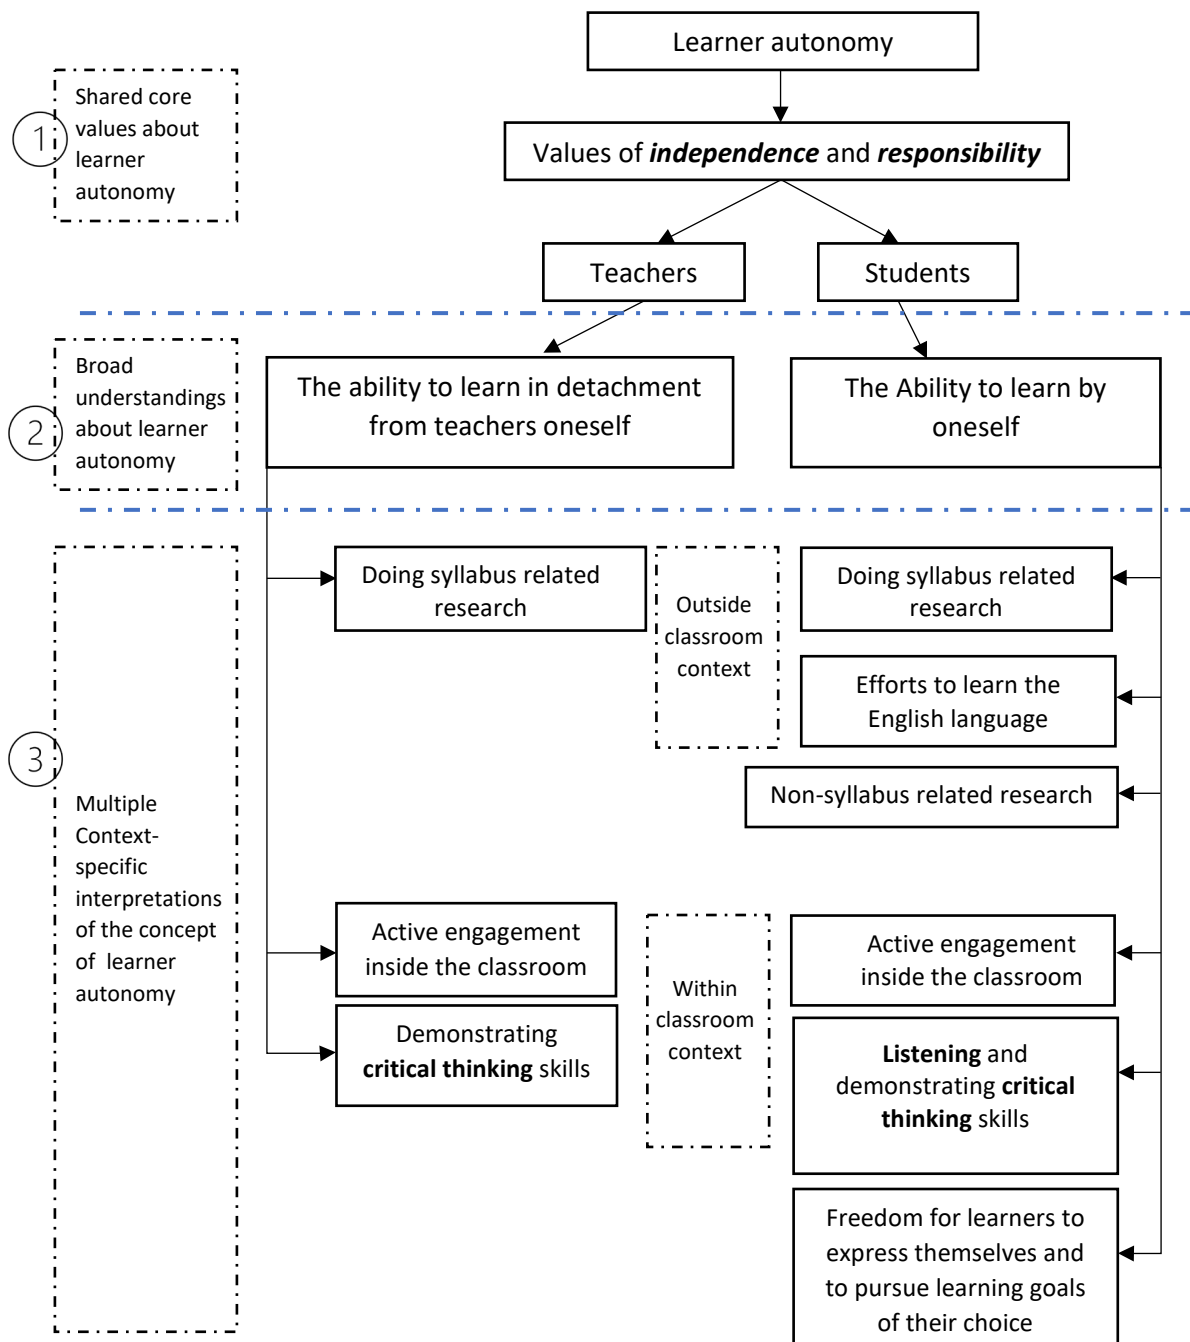 Learner autonomy
1
Shared core
values about
learner
autonomy
Values of independence and responsibility
Teachers
Students
2
Broad
understandings
about learner
autonomy
The ability to learn in detachment
from teachers oneself
The Ability to learn by
oneself
3
Multiple
Context-
specific
interpretations
of the concept
of learner
autonomy
Doing syllabus related
research
Outside
classroom
context
Doing syllabus related
research
Efforts to learn the
English language
Non-syllabus related research
Active engagement
inside the classroom
Demonstrating
critical thinking skills
Within
classroom
context
Active engagement
inside the classroom
Listening and
demonstrating critical
thinking skills
Freedom for learners to
express themselves and
to pursue learning goals
of their choice